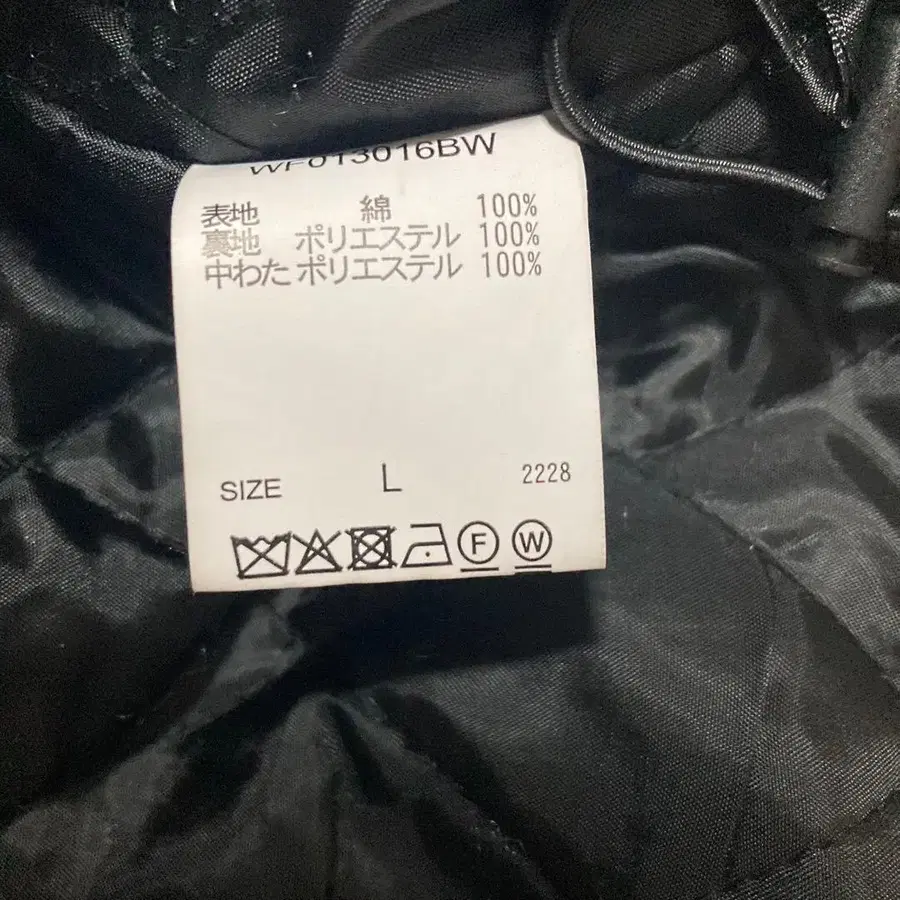 WF013016BW
表地 綿 100%
裏地 ポリエステル 100%
中わた ポリエステル 100%
SIZE L 2228
F W